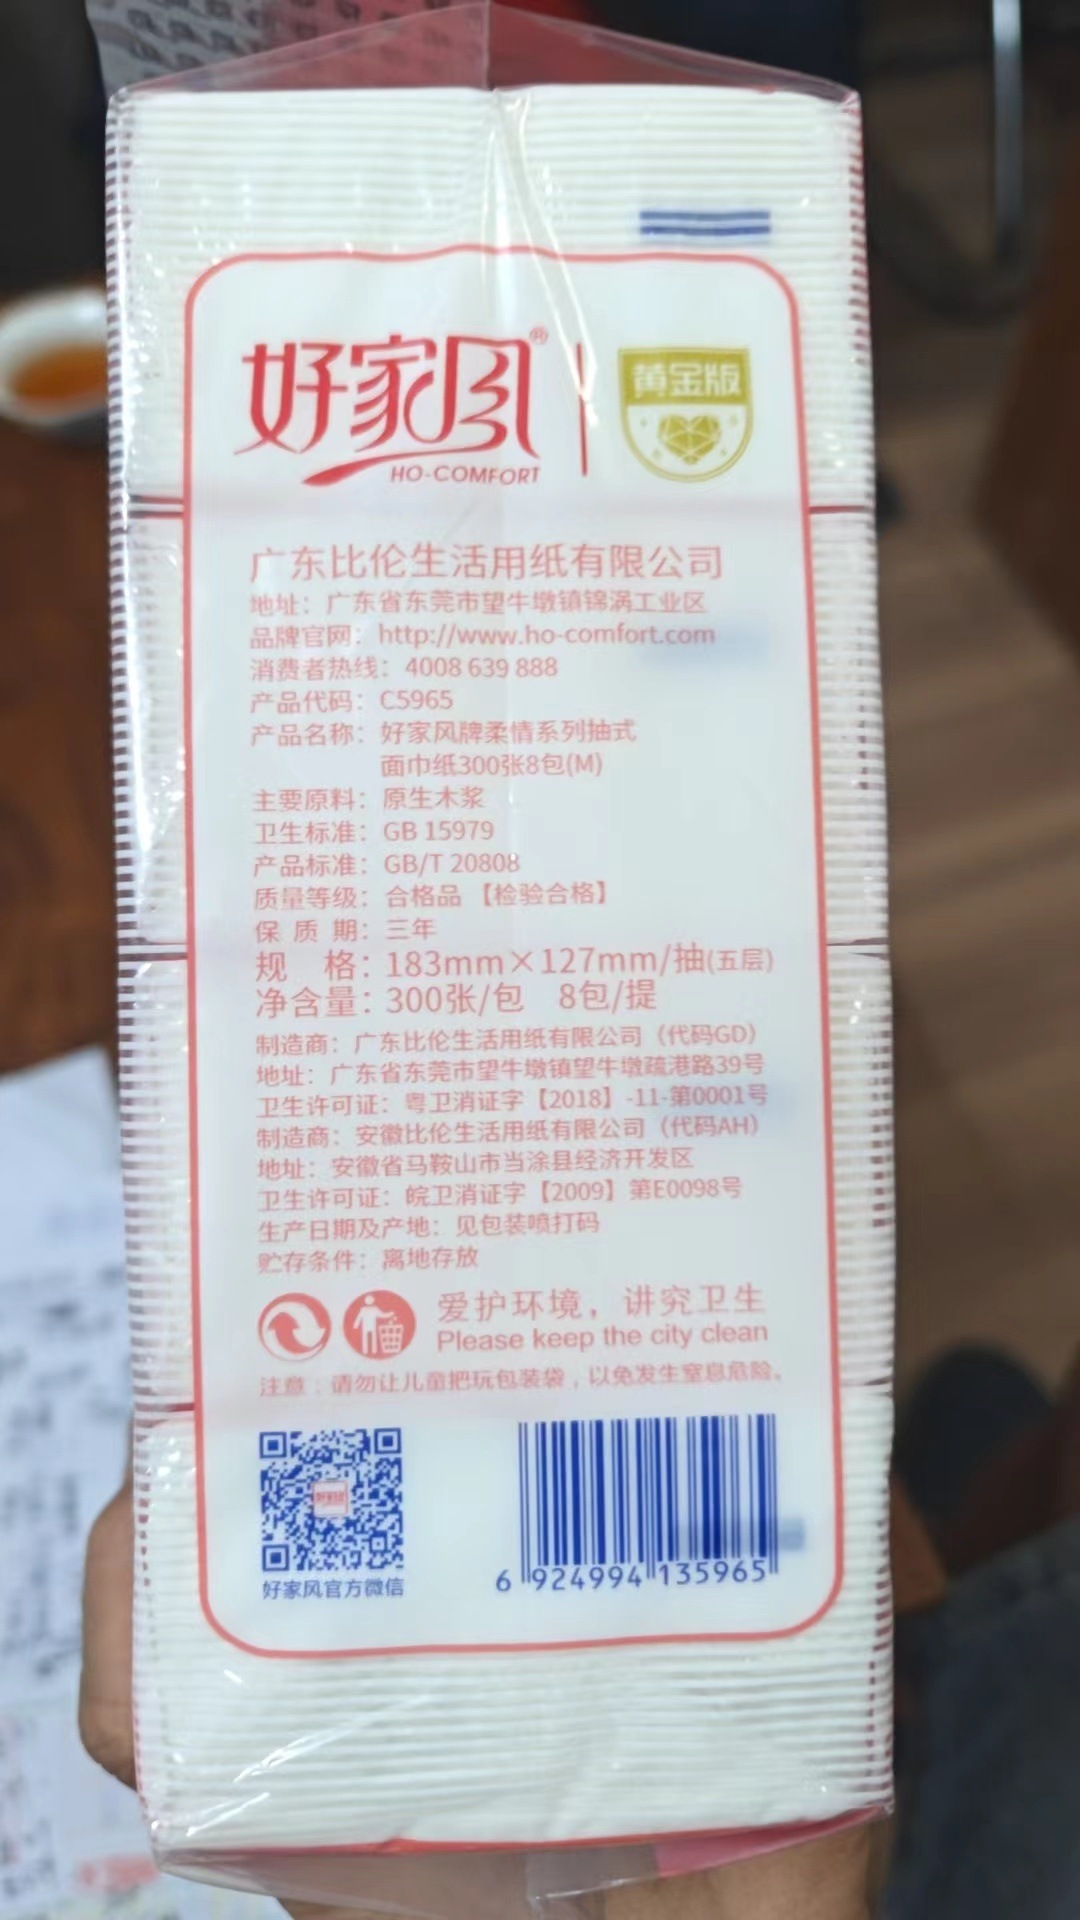 好家风®
HO-COMFORT
黄金版
广东比伦生活用纸有限公司
地址：广东省东莞市望牛墩镇锦涡工业区
品牌官网：http://www.ho-comfort.com
消费者热线：4008 639 888
产品代码：C5965
产品名称：好家风牌柔情系列抽式
面巾纸300张8包(M)
主要原料：原生木浆
卫生标准：GB 15979
产品标准：GB/T 20808
质量等级：合格品【检验合格】
保 质 期：三年
规　格：183mm×127mm/抽(五层)
净含量：300张/包　8包/提
制造商：广东比伦生活用纸有限公司（代码GD）
地址：广东省东莞市望牛墩镇望牛墩疏港路39号
卫生许可证：粤卫消证字【2018】-11-第0001号
制造商：安徽比伦生活用纸有限公司（代码AH）
地址：安徽省马鞍山市当涂县经济开发区
卫生许可证：皖卫消证字【2009】第E0098号
生产日期及产地：见包装喷打码
贮存条件：离地存放
爱护环境，讲究卫生
Please keep the city clean
注意：请勿让儿童把玩包装袋，以免发生窒息危险。
好家风官方微信
6 924994 135965